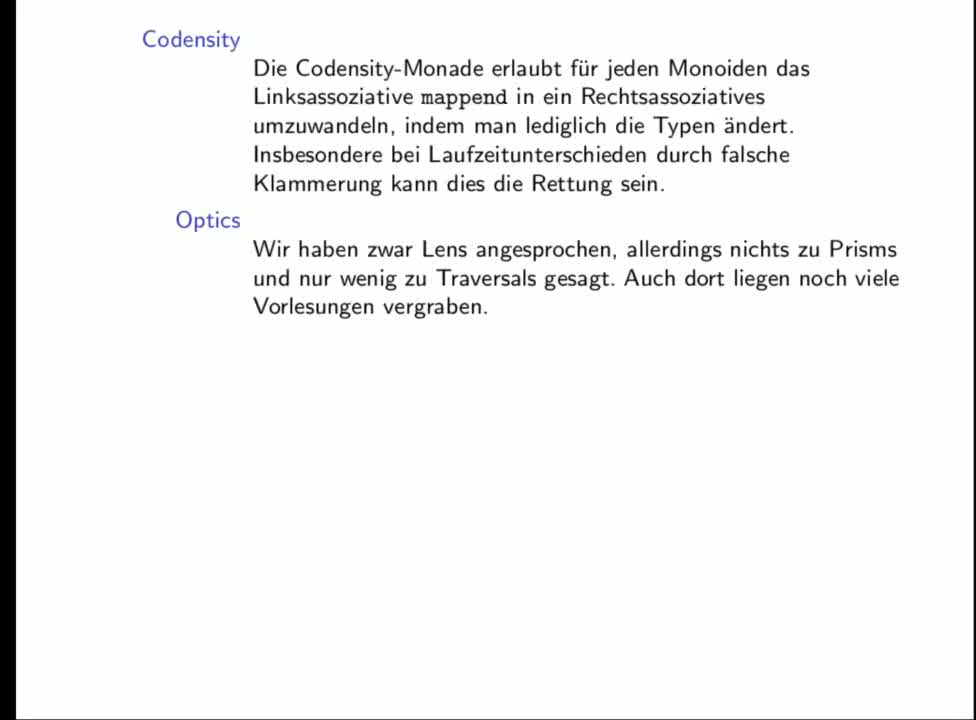 Codensity
Die Codensity-Monade erlaubt für jeden Monoiden das
Linksassoziative mappend in ein Rechtsassoziatives
umzuwandeln, indem man lediglich die Typen ändert.
Insbesondere bei Laufzeitunterschieden durch falsche
Klammerung kann dies die Rettung sein.
Optics
Wir haben zwar Lens angesprochen, allerdings nichts zu Prisms
und nur wenig zu Traversals gesagt. Auch dort liegen noch viele
Vorlesungen vergraben.